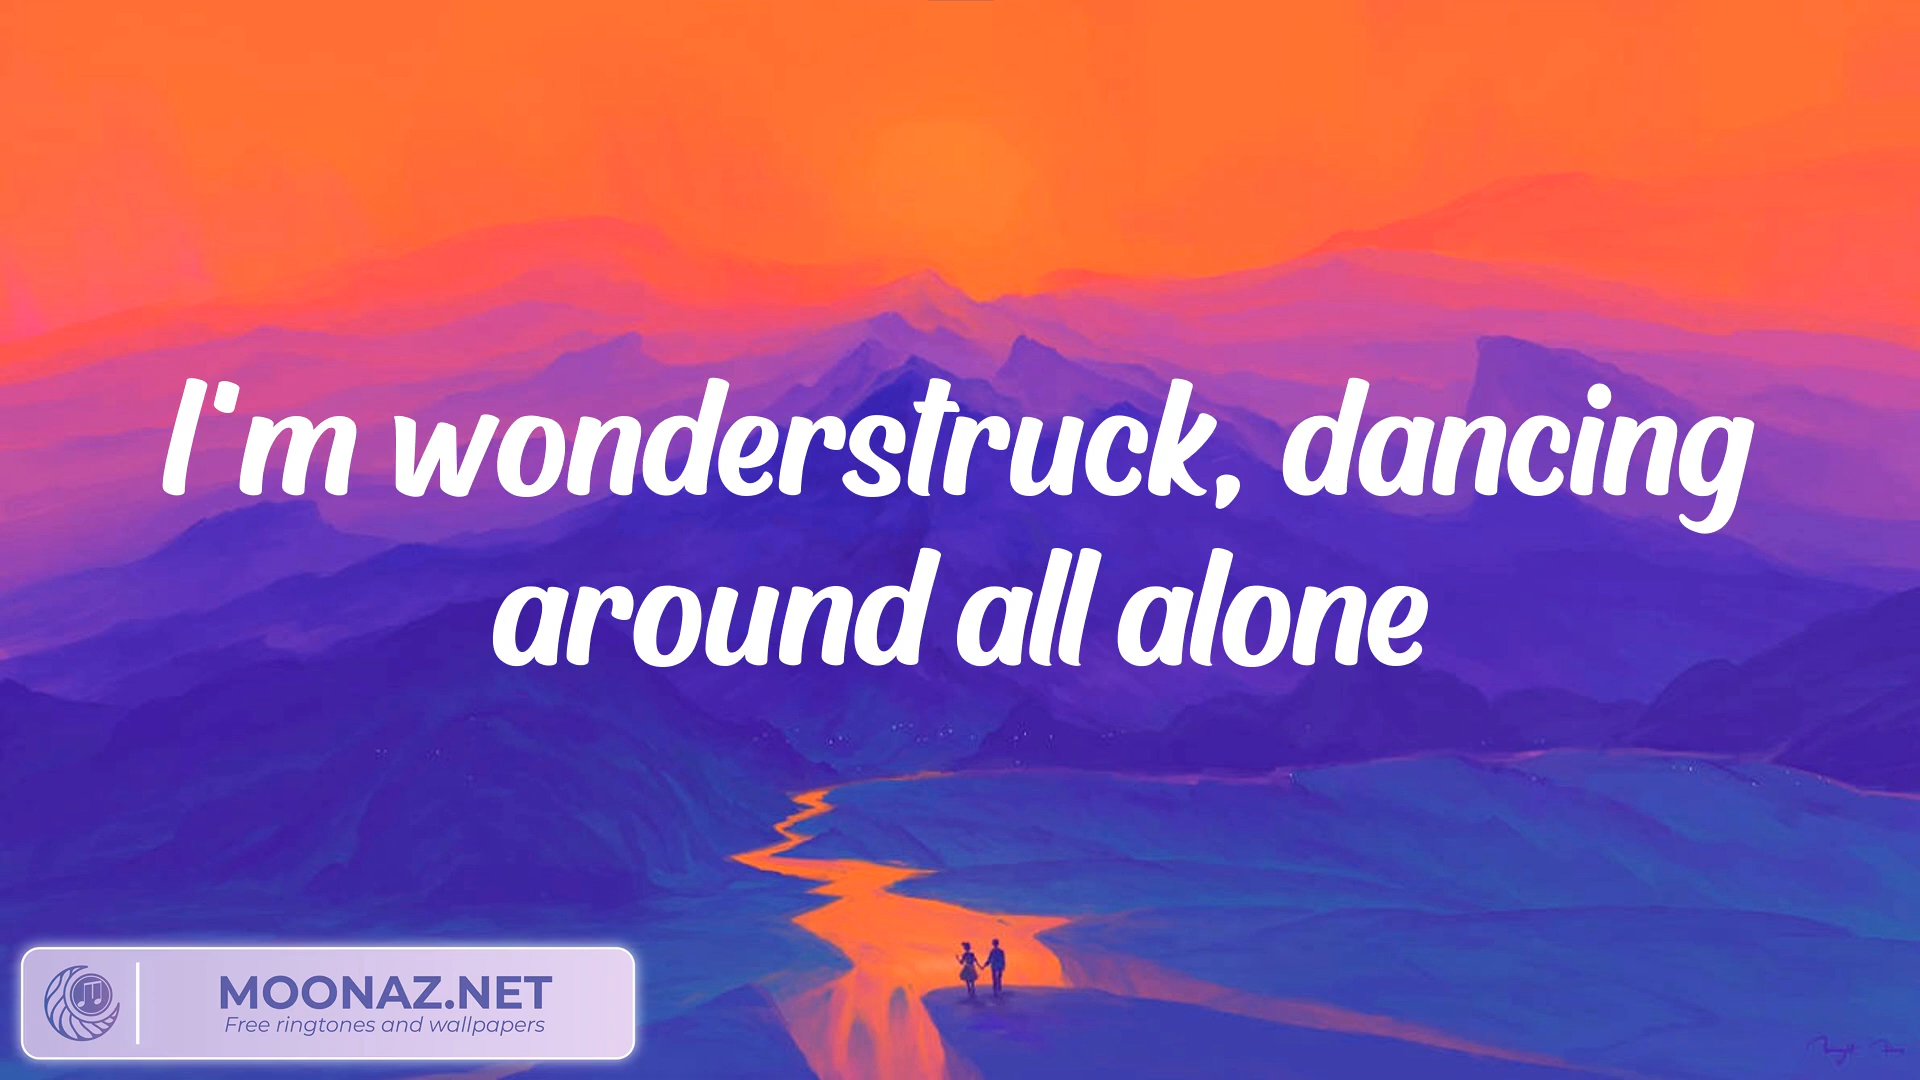 I'm wonderstruck, dancing
around all alone
MOONAZ.NET
Free ringtones and wallpapers